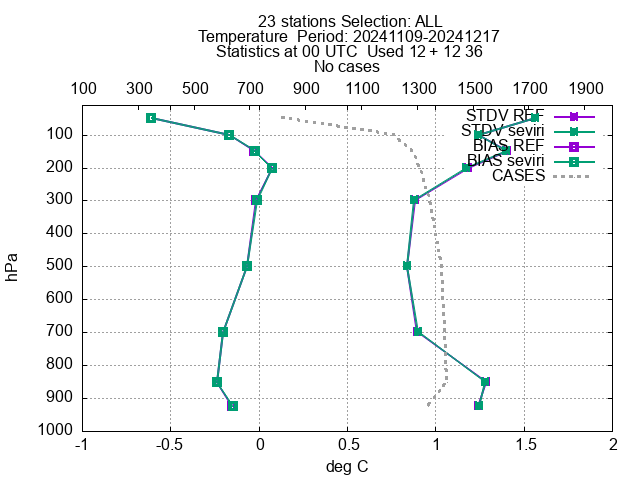 23 stations Selection: ALL
Temperature  Period: 20241109-20241217
Statistics at 00 UTC  Used 12 + 12 36
No cases
100 300 500 700 900 1100 1300 1500 1700 1900
STDV REF
STDV seviri
BIAS REF
BIAS seviri
CASES
100
200
300
400
500
600
700
800
900
1000
hPa
-1 -0.5 0 0.5 1 1.5 2
deg C